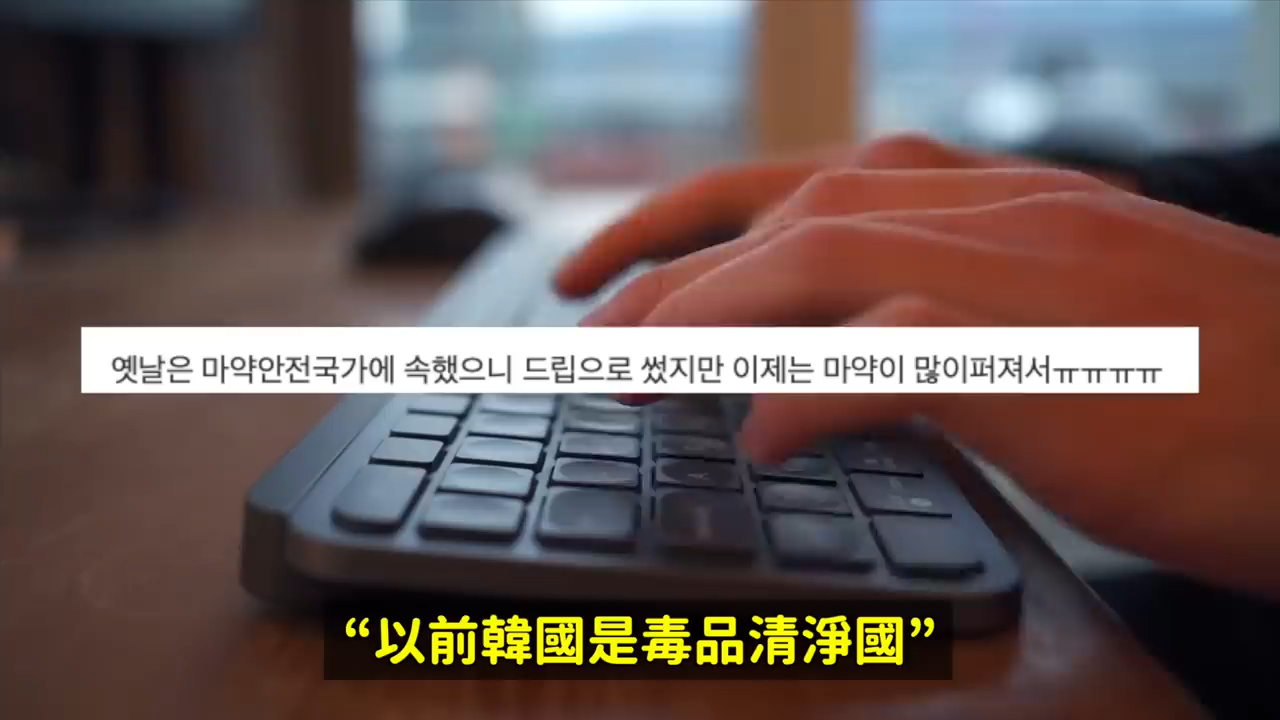 옛날은 마약안전국가에 속했으니 드립으로 썼지만 이제는 마약이 많이퍼져서ㅠㅠㅠㅠ
“以前韓國是毒品清淨國”